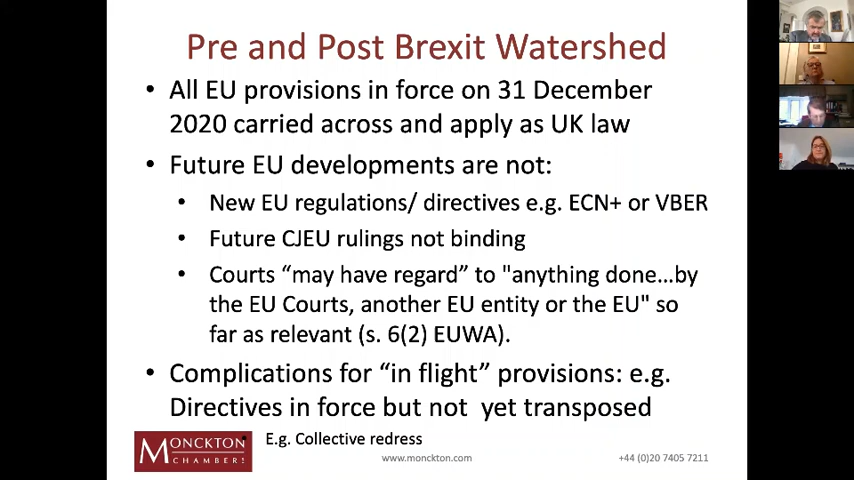 Pre and Post Brexit Watershed
• All EU provisions in force on 31 December
2020 carried across and apply as UK law
• Future EU developments are not:
• New EU regulations/ directives e.g. ECN+ or VBER
• Future CJEU rulings not binding
• Courts “may have regard” to "anything done…by
the EU Courts, another EU entity or the EU" so
far as relevant (s. 6(2) EUWA).
• Complications for “in flight” provisions: e.g.
Directives in force but not yet transposed
E.g. Collective redress
MONCKTON
CHAMBERS
www.monckton.com
+44 (0)20 7405 7211